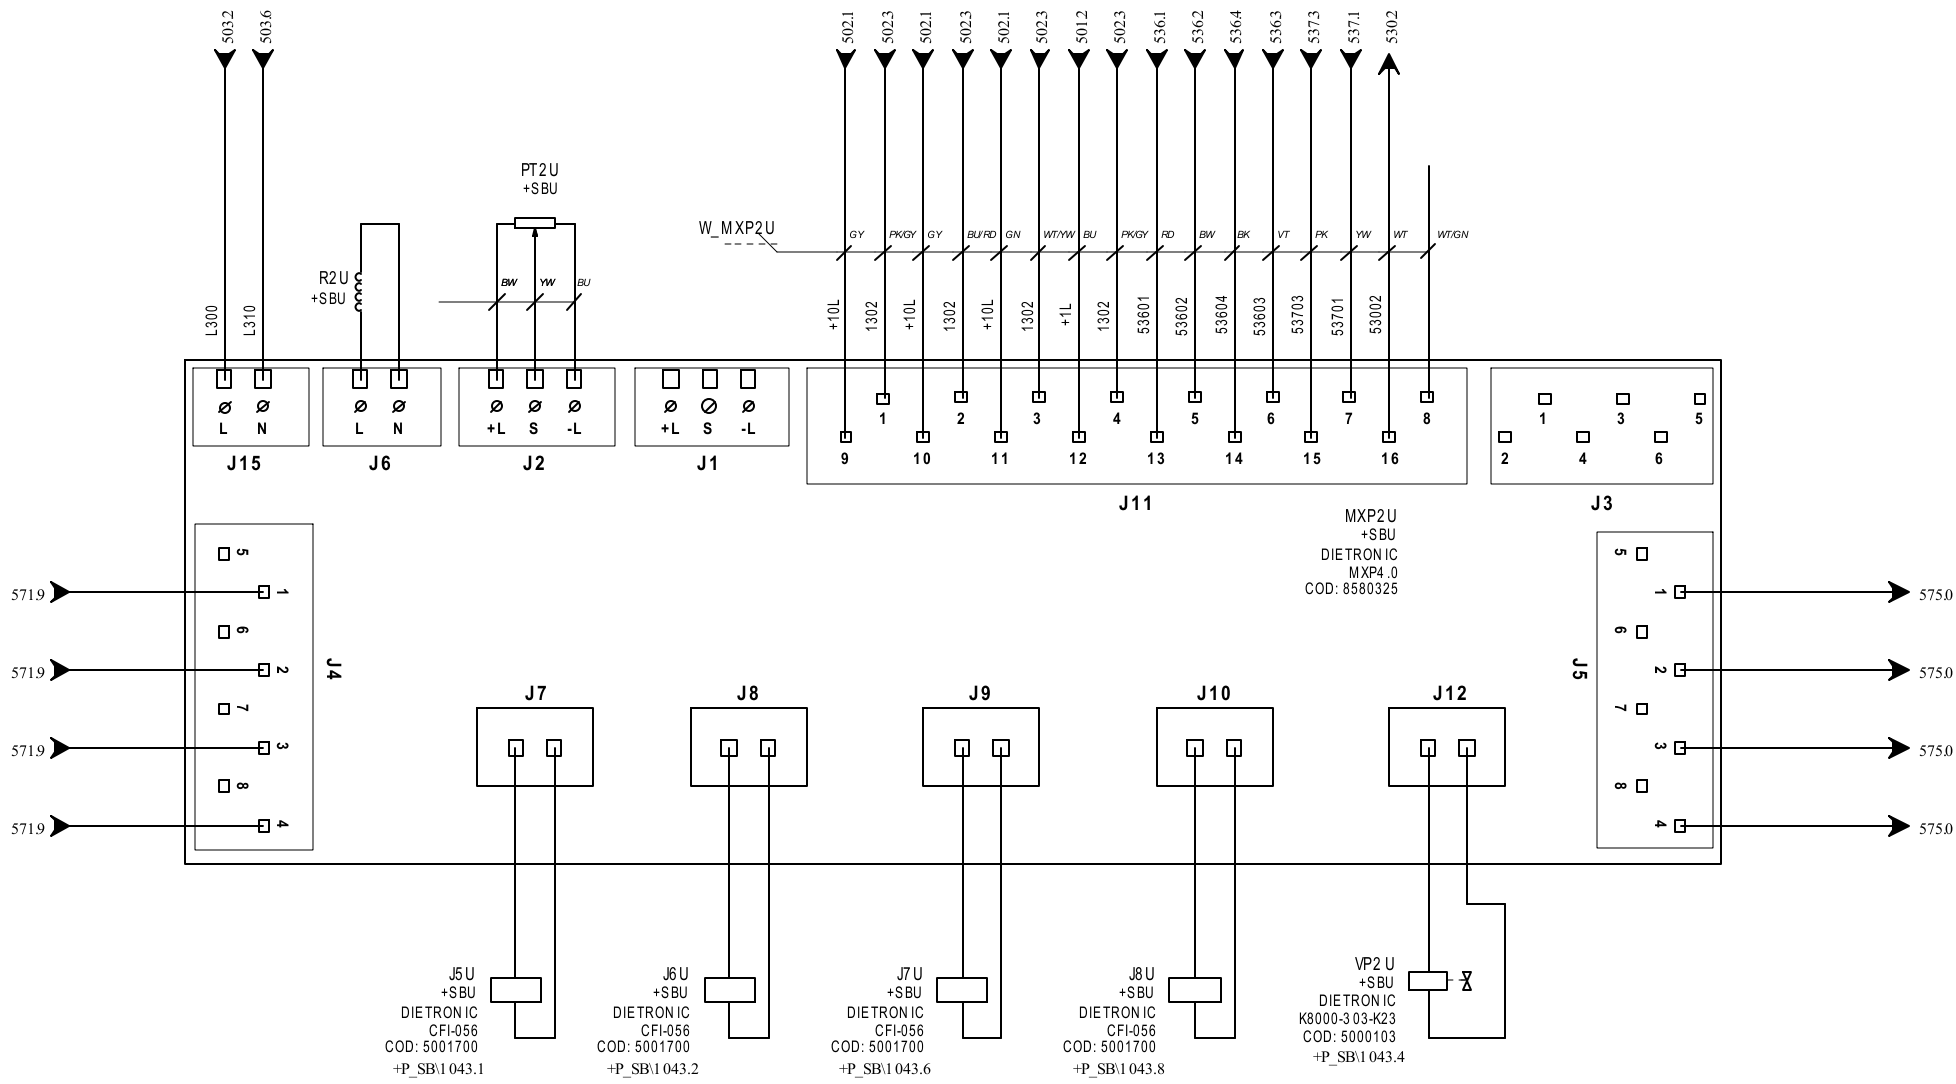 503.2
503.6
502.1
502.3
502.1
502.3
502.1
502.3
501.2
502.3
536.1
536.2
536.4
536.3
537.3
537.1
530.2
PT2U
+SBU
W_MXP2U
GY
PK/GY
GY
BU/RD
GN
WT/YW
BU
PK/GY
RD
BW
BK
VT
PK
YW
WT
WT/GN
R2U
+SBU
BW
YW
BU
L300
L310
+10L
1302
+10L
1302
+10L
1302
+1L
1302
53601
53602
53604
53603
53703
53701
53002
L N
L N
+L S -L
+L S -L
1 2 3 4 5 6 7 8
9 10 11 12 13 14 15 16
1 3 5
2 4 6
J15
J6
J2
J1
J11
J3
MXP2U
+SBU
DIETRONIC
MXP4.0
COD: 8580325
5
1
6
2
7
3
8
4
J4
571.9
571.9
571.9
571.9
5
1
6
2
7
3
8
4
J5
575.0
575.0
575.0
575.0
J7
J8
J9
J10
J12
J5U
+SBU
DIETRONIC
CFI-056
COD: 5001700
+P_SB\1043.1
J6U
+SBU
DIETRONIC
CFI-056
COD: 5001700
+P_SB\1043.2
J7U
+SBU
DIETRONIC
CFI-056
COD: 5001700
+P_SB\1043.6
J8U
+SBU
DIETRONIC
CFI-056
COD: 5001700
+P_SB\1043.8
VP2U
+SBU
DIETRONIC
K8000-303-K23
COD: 5000103
+P_SB\1043.4